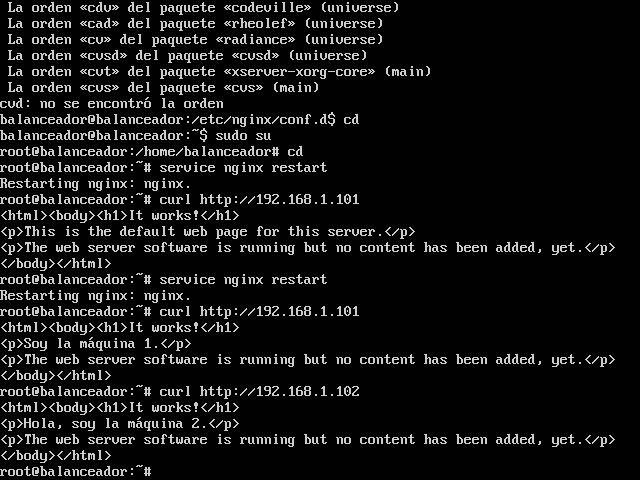 La orden «cdv» del paquete «codeville» (universe)
La orden «cad» del paquete «rheolef» (universe)
La orden «cv» del paquete «radiance» (universe)
La orden «cvsd» del paquete «cvsd» (universe)
La orden «cvt» del paquete «xserver-xorg-core» (main)
La orden «cvs» del paquete «cvs» (main)
cvd: no se encontró la orden
balanceador@balanceador:/etc/nginx/conf.d$ cd
balanceador@balanceador:~$ sudo su
root@balanceador:/home/balanceador# cd
root@balanceador:~# service nginx restart
Restarting nginx: nginx.
root@balanceador:~# curl http://192.168.1.101
<html><body><h1>It works!</h1>
<p>This is the default web page for this server.</p>
<p>The web server software is running but no content has been added, yet.</p>
</body></html>
root@balanceador:~# service nginx restart
Restarting nginx: nginx.
root@balanceador:~# curl http://192.168.1.101
<html><body><h1>It works!</h1>
<p>Soy la máquina 1.</p>
<p>The web server software is running but no content has been added, yet.</p>
</body></html>
root@balanceador:~# curl http://192.168.1.102
<html><body><h1>It works!</h1>
<p>Hola, soy la máquina 2.</p>
<p>The web server software is running but no content has been added, yet.</p>
</body></html>
root@balanceador:~#